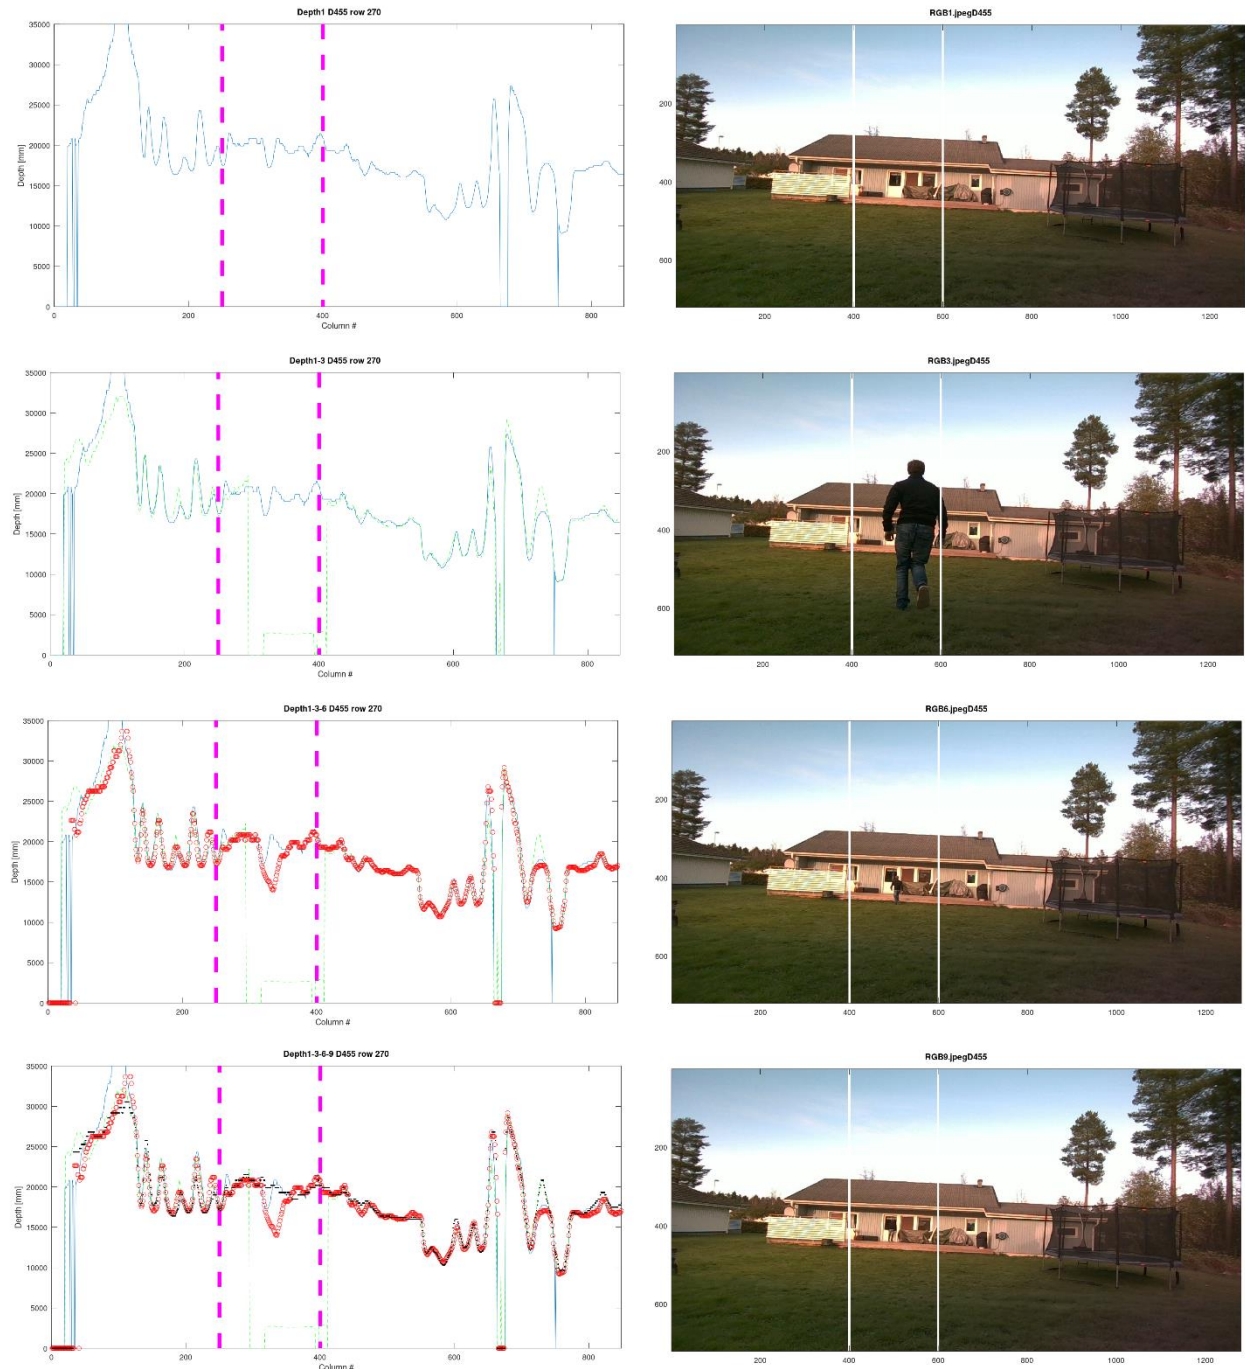 Depth1 D455 row 270
35000
30000
25000
20000
15000
10000
5000
0
Depth [mm]
0 100 200 300 400 500 600 700 800
Column #
RGB1.jpegD455
200
400
600
200 400 600 800 1000 1200
Depth1-3 D455 row 270
35000
30000
25000
20000
15000
10000
5000
0
Depth [mm]
0 200 400 600 800
Column #
RGB3.jpegD455
200
400
600
200 400 600 800 1000 1200
Depth1-3-6 D455 row 270
35000
30000
25000
20000
15000
10000
5000
0
Depth [mm]
0 200 400 600 800
Column #
RGB6.jpegD455
200
400
600
200 400 600 800 1000 1200
Depth1-3-6-9 D455 row 270
35000
30000
25000
20000
15000
10000
5000
0
Depth [mm]
0 200 400 600 800
Column #
RGB9.jpegD455
200
400
600
200 400 600 800 1000 1200